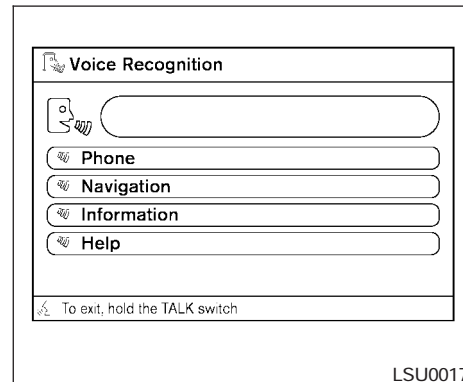 Voice Recognition
Phone
Navigation
Information
Help
To exit, hold the TALK switch
LSU0017